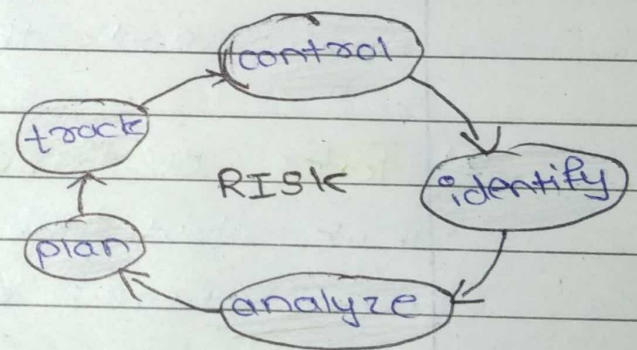 control
track
RISK
identify
plan
analyze